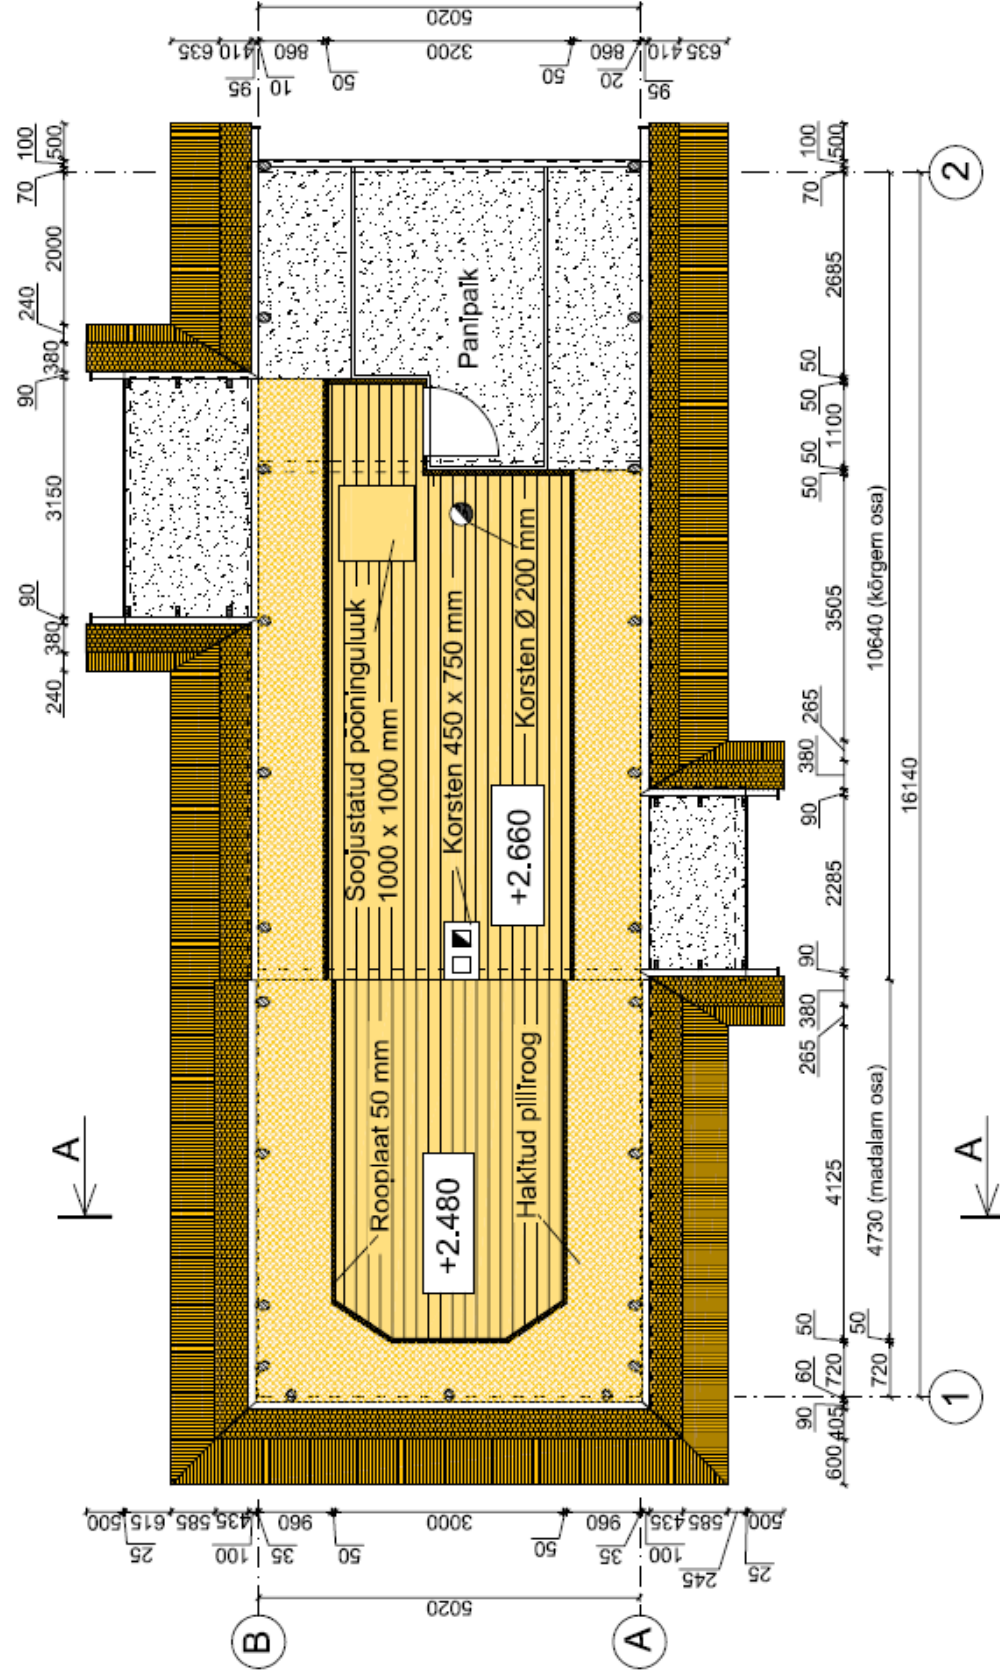 5020
635 410 860 3200 860 410 635
95 10 50 50 20 95
100 500
70
2000
240
380
90
3150
90
380
240
Panipaik
Soojustatud pööninguluuk
1000 x 1000 mm
Korsten 450 x 750 mm
Korsten Ø 200 mm
+2.660
Rooplaat 50 mm
Hakitud pilliroog
+2.480
A
A
100 500
70
2685
50
50
1100
50
50
3505
265
380
90
2285
90
380
265
4125
50
60 720
90 405
600
10640 (kõrgem osa)
4730 (madalam osa)
50
720
16140
2
1
500 615 585 435 960 3000 960 435 585 500
25 100 35 50 50 35 100 245 25
5020
B
A